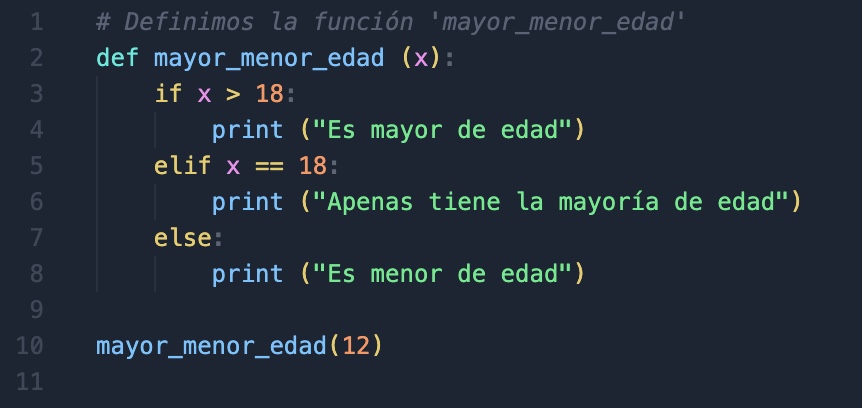 1 # Definimos la función 'mayor_menor_edad'
2 def mayor_menor_edad (x):
3     if x > 18:
4         print ("Es mayor de edad")
5     elif x == 18:
6         print ("Apenas tiene la mayoría de edad")
7     else:
8         print ("Es menor de edad")
9
10 mayor_menor_edad(12)
11